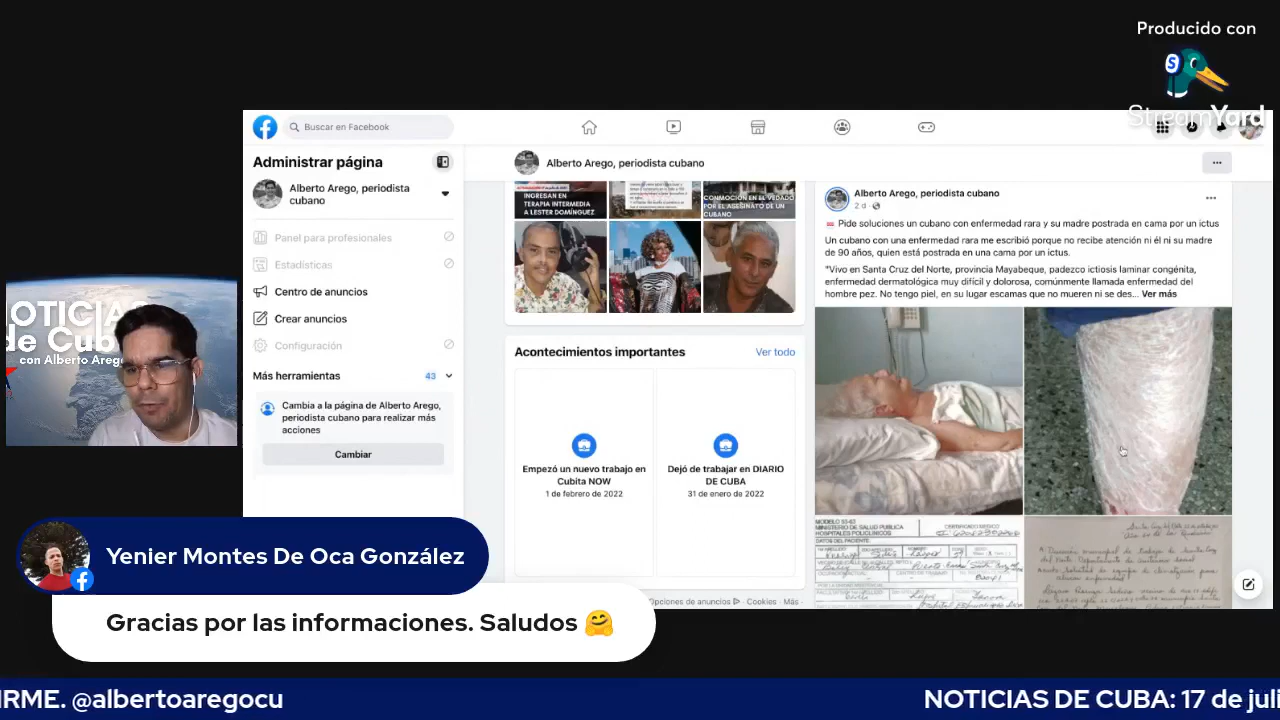 Producido con
StreamYard
Buscar en Facebook
Administrar página
Alberto Arego, periodista
cubano
Panel para profesionales
Estadísticas
Centro de anuncios
Crear anuncios
Configuración
Más herramientas
43
Cambia a la página de Alberto Arego,
periodista cubano para realizar más
acciones
Cambiar
Alberto Arego, periodista cubano
INGRESAN EN
TERAPIA INTERMEDIA
A LESTER DOMÍNGUEZ
CONMOCIÓN EN EL VEDADO
POR EL ASESINATO DE UN
CUBANO
Acontecimientos importantes
Ver todo
Empezó un nuevo trabajo en
Cubita NOW
1 de febrero de 2022
Dejó de trabajar en DIARIO
DE CUBA
31 de enero de 2022
Opciones de anuncios
Cookies · Más ·
Alberto Arego, periodista cubano
2 d ·
Pide soluciones un cubano con enfermedad rara y su madre postrada en cama por un ictus
Un cubano con una enfermedad rara me escribió porque no recibe atención ni él ni su madre
de 90 años, quien está postrada en una cama por un ictus.
"Vivo en Santa Cruz del Norte, provincia Mayabeque, padezco ictiosis laminar congénita,
enfermedad dermatológica muy difícil y dolorosa, comúnmente llamada enfermedad del
hombre pez. No tengo piel, en su lugar escamas que no mueren ni se des... Ver más
MINISTERIO DE SALUD PUBLICA
HOSPITALES POLICLINICOS
CERTIFICADO MEDICO
DATOS DEL PACIENTE
OTICIAS
de Cub
con Alberto Areg
Yenier Montes De Oca González
Gracias por las informaciones. Saludos 🤗
IRME. @albertoaregocu
NOTICIAS DE CUBA: 17 de juli